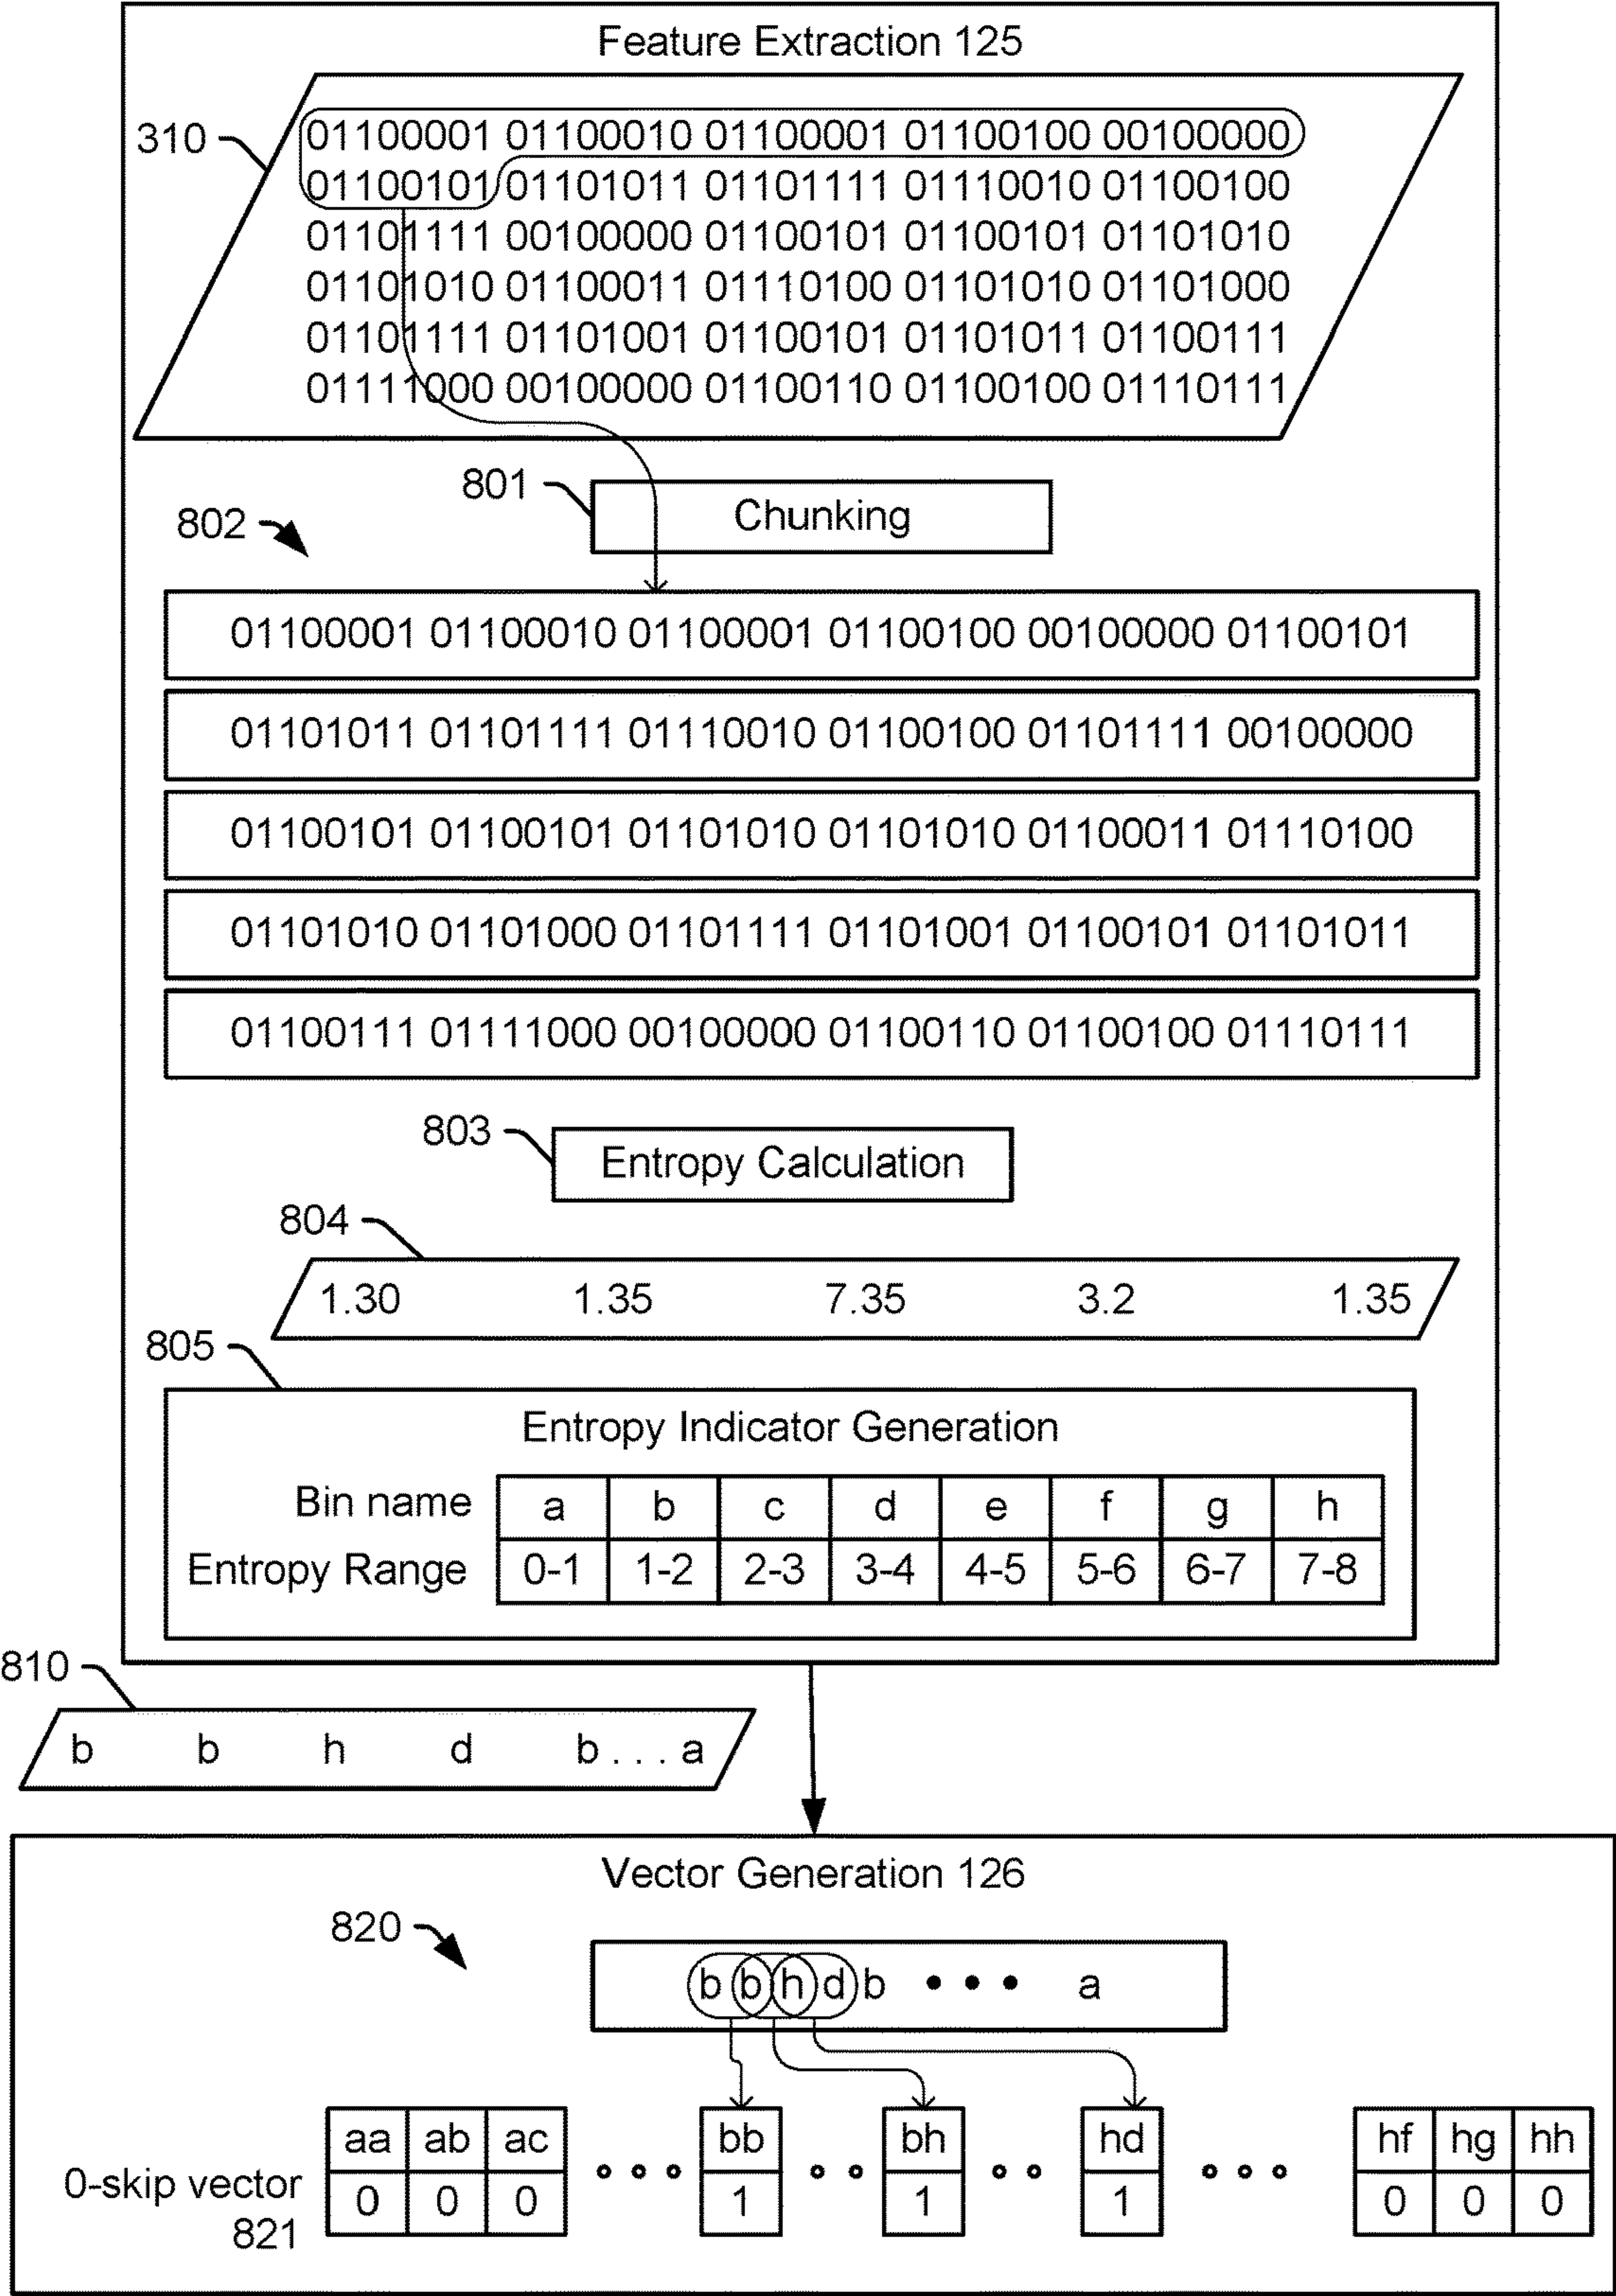 Feature Extraction 125
310
01100001 01100010 01100001 01100100 00100000
01100101 01101011 01101111 01110010 01100100
01101111 00100000 01100101 01100101 01101010
01101010 01100011 01110100 01101010 01101000
01101111 01101001 01100101 01101011 01100111
01111000 00100000 01100110 01100100 01110111
801
Chunking
802
01100001 01100010 01100001 01100100 00100000 01100101
01101011 01101111 01110010 01100100 01101111 00100000
01100101 01100101 01101010 01101010 01100011 01110100
01101010 01101000 01101111 01101001 01100101 01101011
01100111 01111000 00100000 01100110 01100100 01110111
803
Entropy Calculation
804
1.30 1.35 7.35 3.2 1.35
805
Entropy Indicator Generation
Bin name a b c d e f g h
Entropy Range 0-1 1-2 2-3 3-4 4-5 5-6 6-7 7-8
810
b b h d b . . . a
Vector Generation 126
820
b b h d b • • • a
aa ab ac bb bh hd hf hg hh
0-skip vector 0 0 0 1 1 1 0 0 0
821